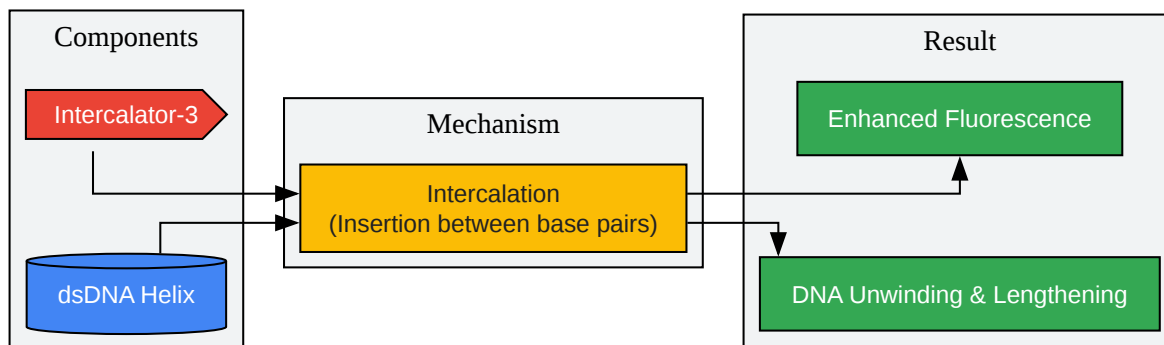 Components
Intercalator-3
dsDNA Helix
Mechanism
Intercalation
(Insertion between base pairs)
Result
Enhanced Fluorescence
DNA Unwinding & Lengthening